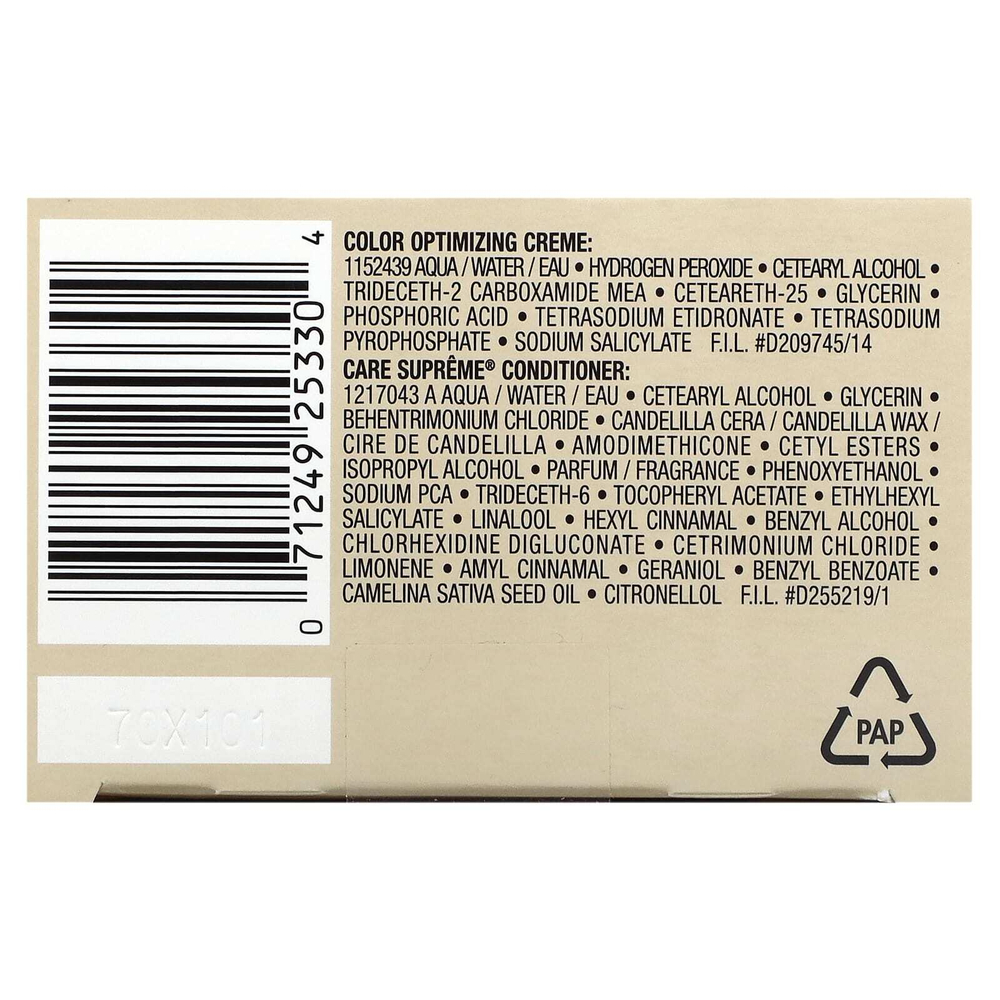 COLOR OPTIMIZING CREME:
1152439 AQUA / WATER / EAU • HYDROGEN PEROXIDE • CETEARYL ALCOHOL •
TRIDECETH-2 CARBOXAMIDE MEA • CETEARETH-25 • GLYCERIN •
PHOSPHORIC ACID • TETRASODIUM ETIDRONATE • TETRASODIUM
PYROPHOSPHATE • SODIUM SALICYLATE F.I.L. #D209745/14
CARE SUPRÊME® CONDITIONER:
1217043 A AQUA / WATER / EAU • CETEARYL ALCOHOL • GLYCERIN •
BEHENTRIMONIUM CHLORIDE • CANDELILLA CERA / CANDELILLA WAX /
CIRE DE CANDELILLA • AMODIMETHICONE • CETYL ESTERS •
ISOPROPYL ALCOHOL • PARFUM / FRAGRANCE • PHENOXYETHANOL •
SODIUM PCA • TRIDECETH-6 • TOCOPHERYL ACETATE • ETHYLHEXYL
SALICYLATE • LINALOOL • HEXYL CINNAMAL • BENZYL ALCOHOL •
CHLORHEXIDINE DIGLUCONATE • CETRIMONIUM CHLORIDE •
LIMONENE • AMYL CINNAMAL • GERANIOL • BENZYL BENZOATE •
CAMELINA SATIVA SEED OIL • CITRONELLOL F.I.L. #D255219/1
0 71249 25330 4
PAP